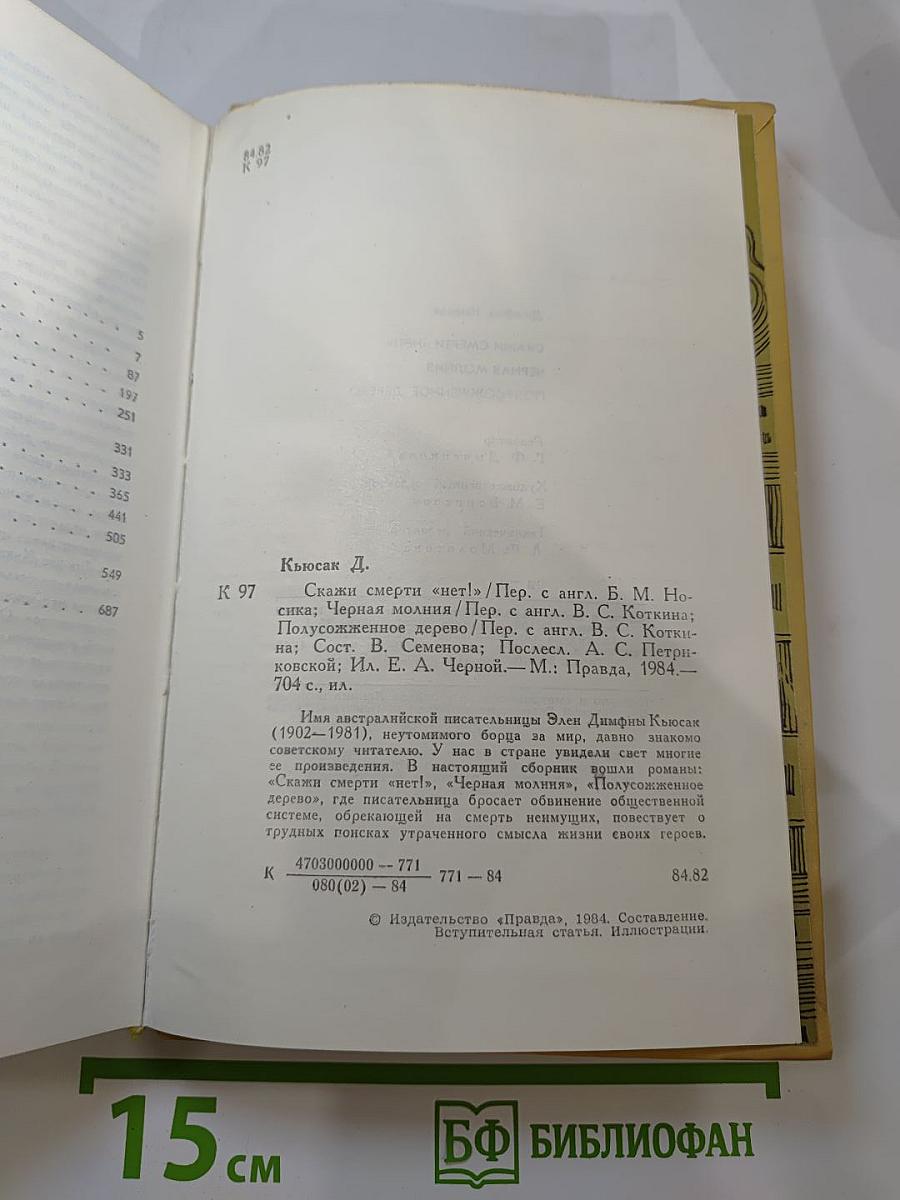 5
7
87
197
251
331
333
365
441
505
549
687
84.82
К 97
Кьюсак Д.
К 97 Скажи смерти «нет!»/Пер. с англ. Б. М. Но-
сика; Черная молния/Пер. с англ. В. С. Коткина;
Полусожженное дерево/Пер. с англ. В. С. Котки-
на; Сост. В. Семенова; Послесл. А. С. Петри-
ковской; Ил. Е. А. Черной.— М.: Правда, 1984.—
704 с., ил.
Имя австралийской писательницы Элен Димфны Кьюсак
(1902—1981), неутомимого борца за мир, давно знакомо
советскому читателю. У нас в стране увидели свет многие
ее произведения. В настоящий сборник вошли романы:
«Скажи смерти «нет!», «Черная молния», «Полусожженное
дерево», где писательница бросает обвинение общественной
системе, обрекающей на смерть неимущих, повествует о
трудных поисках утраченного смысла жизни своих героев.
К 4703000000 — 771
080(02) — 84 771 — 84 84.82
© Издательство «Правда», 1984. Составление.
Вступительная статья. Иллюстрации.
15 см
БФ БИБЛИОФАН